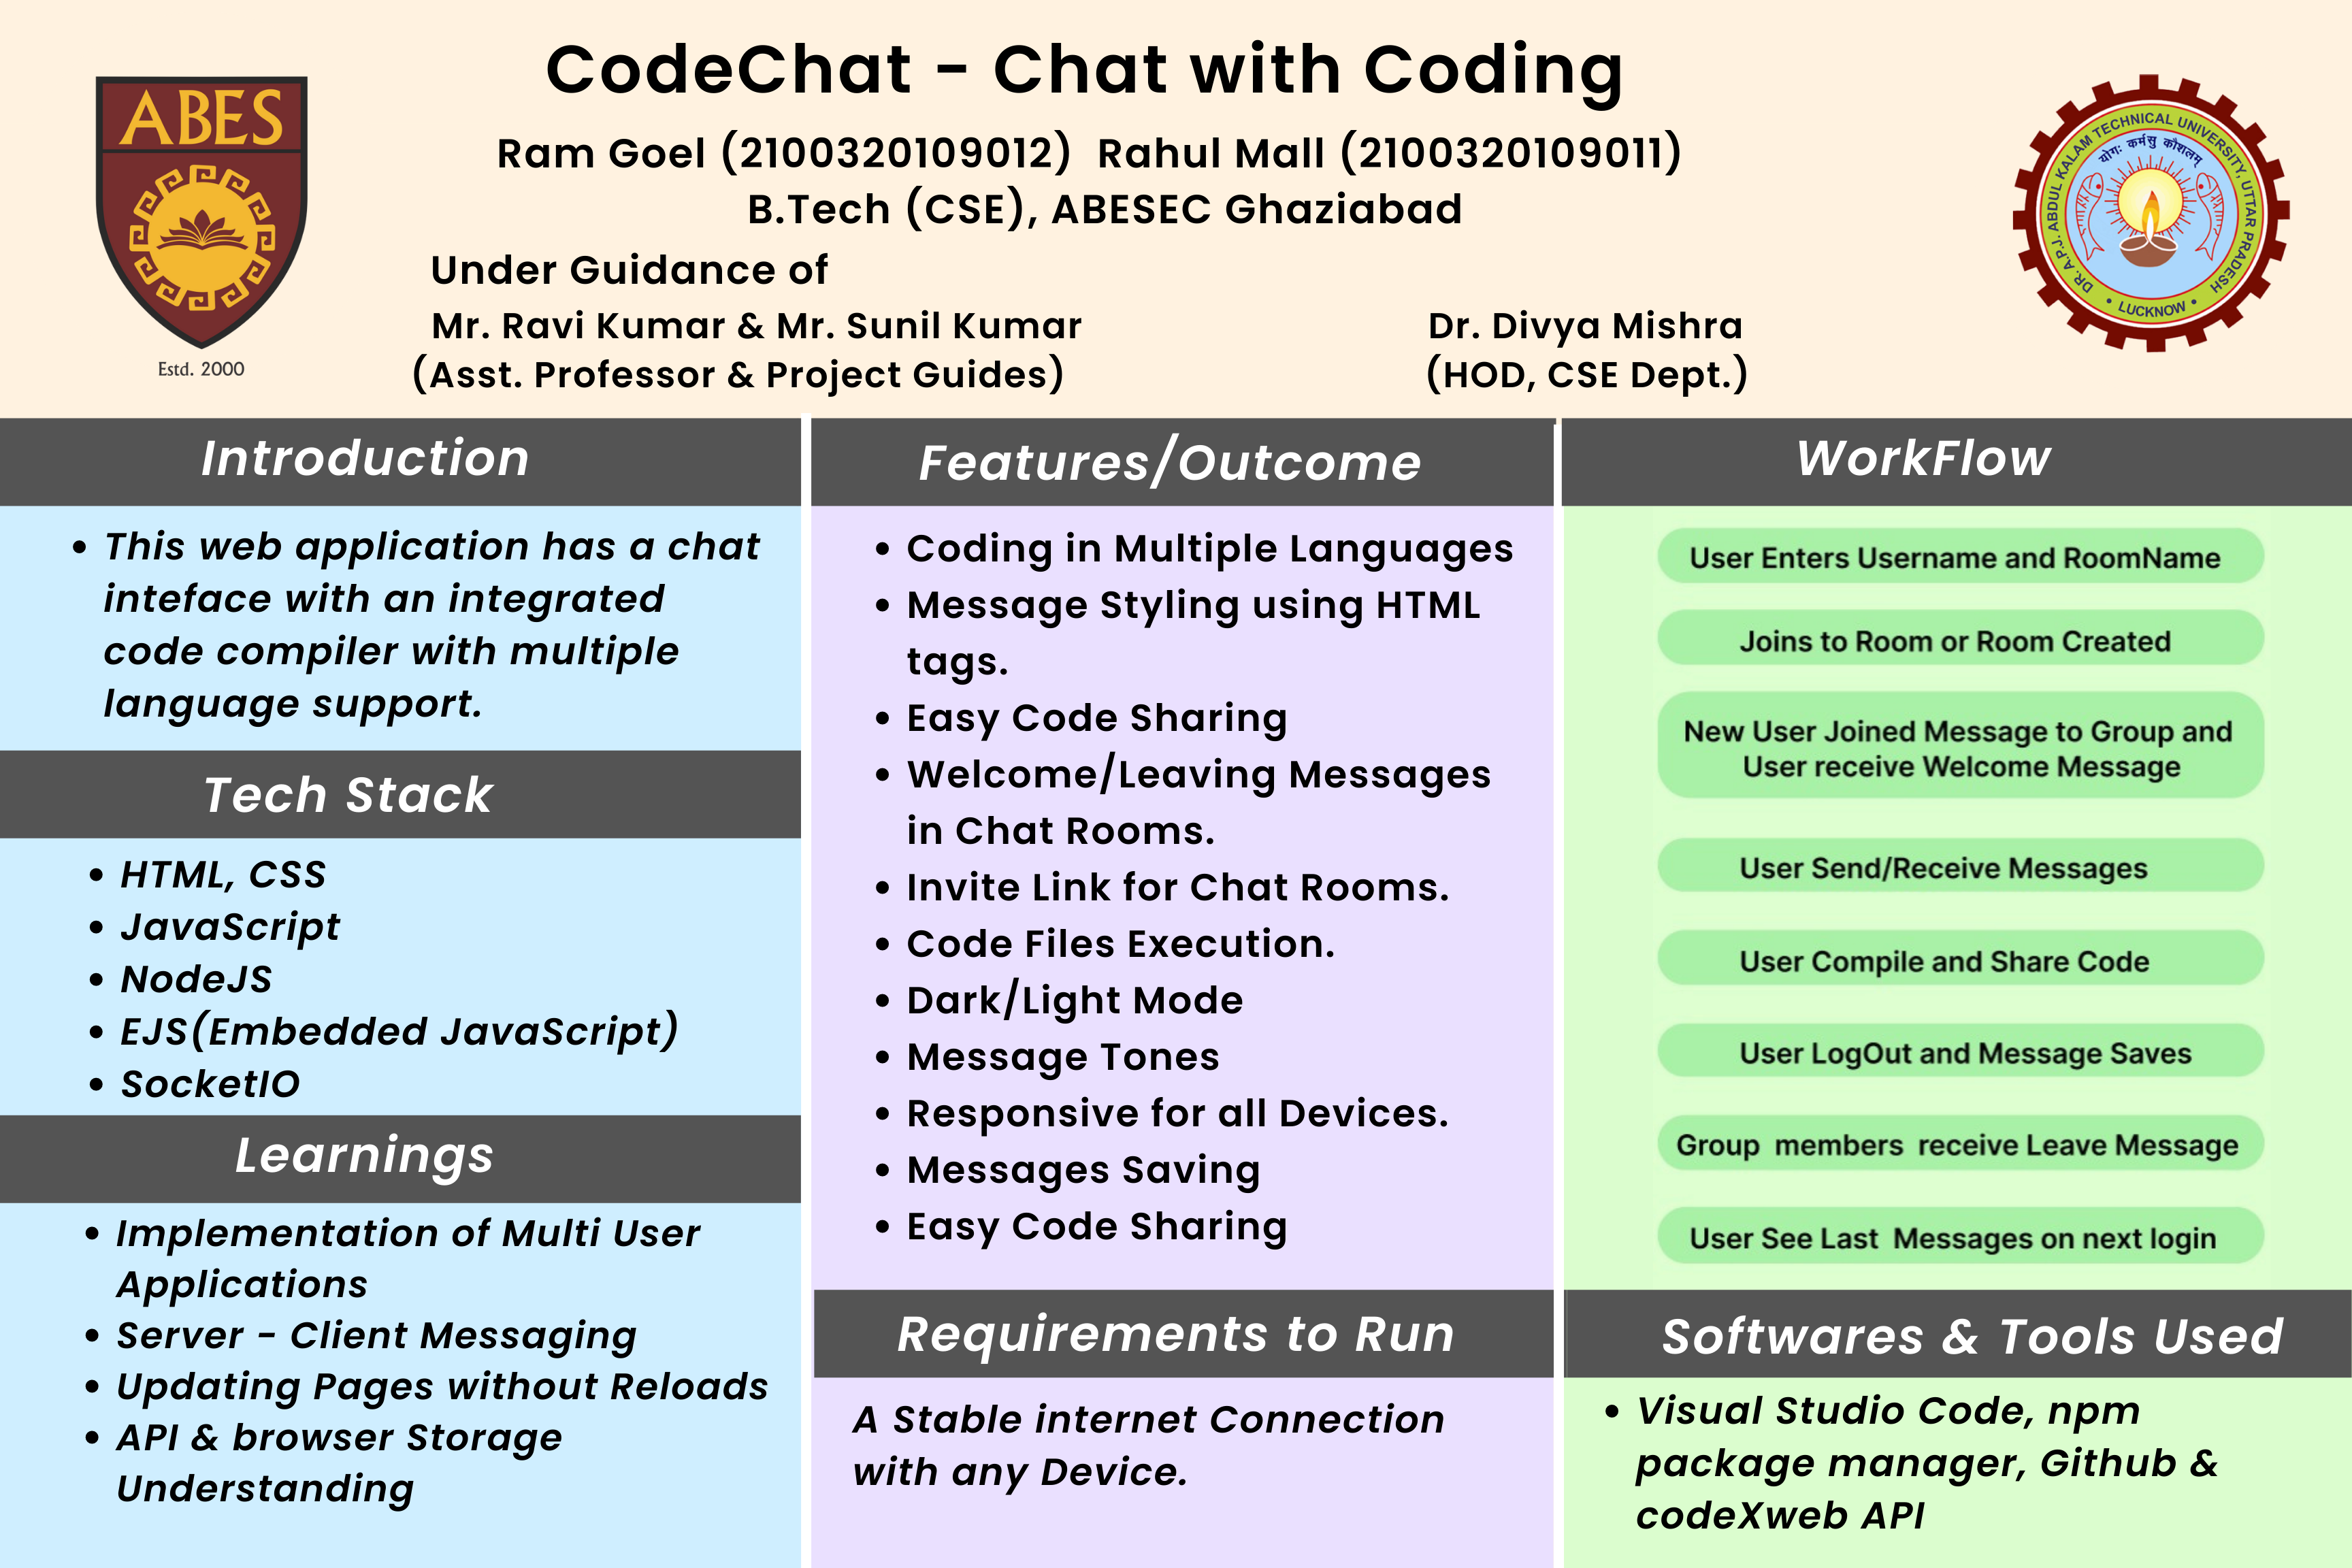 CodeChat - Chat with Coding
Ram Goel (2100320109012)  Rahul Mall (2100320109011)
B.Tech (CSE), ABESEC Ghaziabad
Under Guidance of
Mr. Ravi Kumar & Mr. Sunil Kumar
(Asst. Professor & Project Guides)
Dr. Divya Mishra
(HOD, CSE Dept.)
ABES
Estd. 2000
DR. A.P.J. ABDUL KALAM TECHNICAL UNIVERSITY, UTTAR PRADESH
योगः कर्मसु कौशलम्
• LUCKNOW •
Introduction
• This web application has a chat
inteface with an integrated
code compiler with multiple
language support.
Tech Stack
• HTML, CSS
• JavaScript
• NodeJS
• EJS(Embedded JavaScript)
• SocketIO
Learnings
• Implementation of Multi User
Applications
• Server - Client Messaging
• Updating Pages without Reloads
• API & browser Storage
Understanding
Features/Outcome
• Coding in Multiple Languages
• Message Styling using HTML
tags.
• Easy Code Sharing
• Welcome/Leaving Messages
in Chat Rooms.
• Invite Link for Chat Rooms.
• Code Files Execution.
• Dark/Light Mode
• Message Tones
• Responsive for all Devices.
• Messages Saving
• Easy Code Sharing
Requirements to Run
A Stable internet Connection
with any Device.
WorkFlow
User Enters Username and RoomName
Joins to Room or Room Created
New User Joined Message to Group and
User receive Welcome Message
User Send/Receive Messages
User Compile and Share Code
User LogOut and Message Saves
Group  members  receive Leave Message
User See Last  Messages on next login
Softwares & Tools Used
• Visual Studio Code, npm
package manager, Github &
codeXweb API